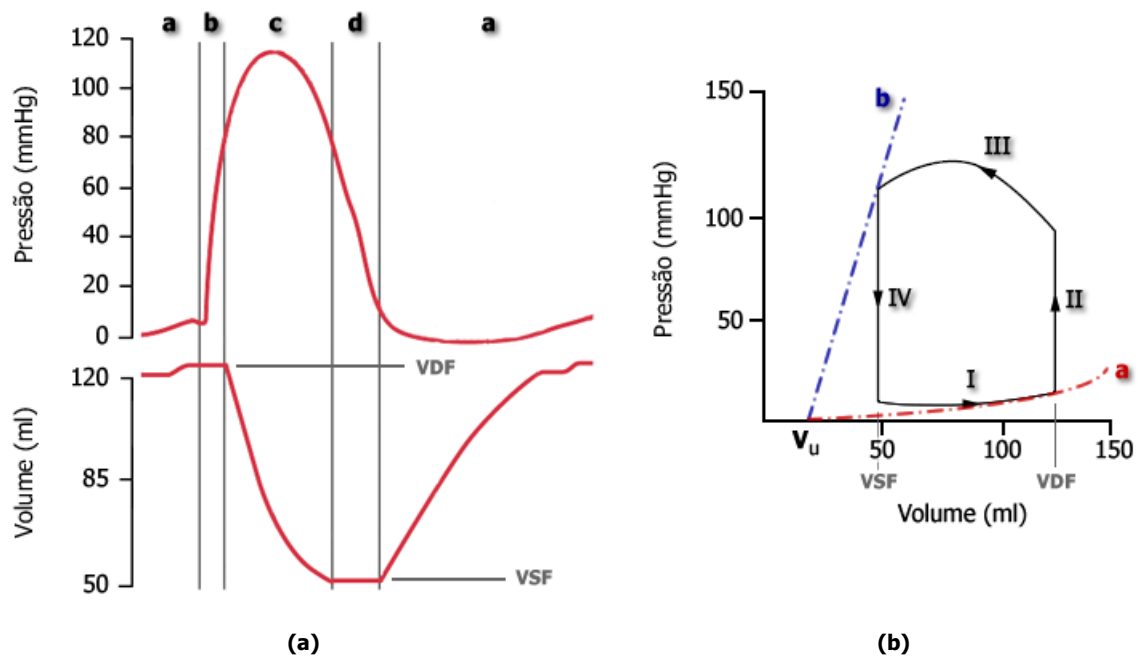 a b c d a
120
100
80
60
40
20
0
Pressão (mmHg)
120
85
50
Volume (ml)
VDF
VSF
(a)
150
100
50
Pressão (mmHg)
b
III
IV
II
I
a
Vu
50
100
150
VSF
VDF
Volume (ml)
(b)